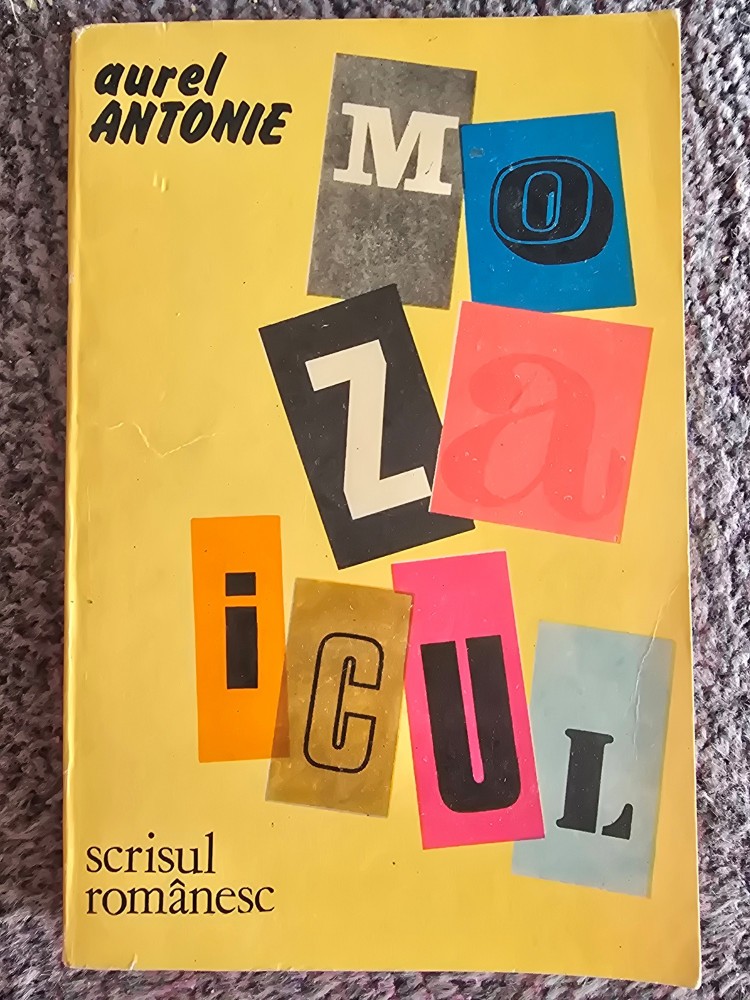 aurel
ANTONIE
MO
Za
iCUL
scrisul
românesc